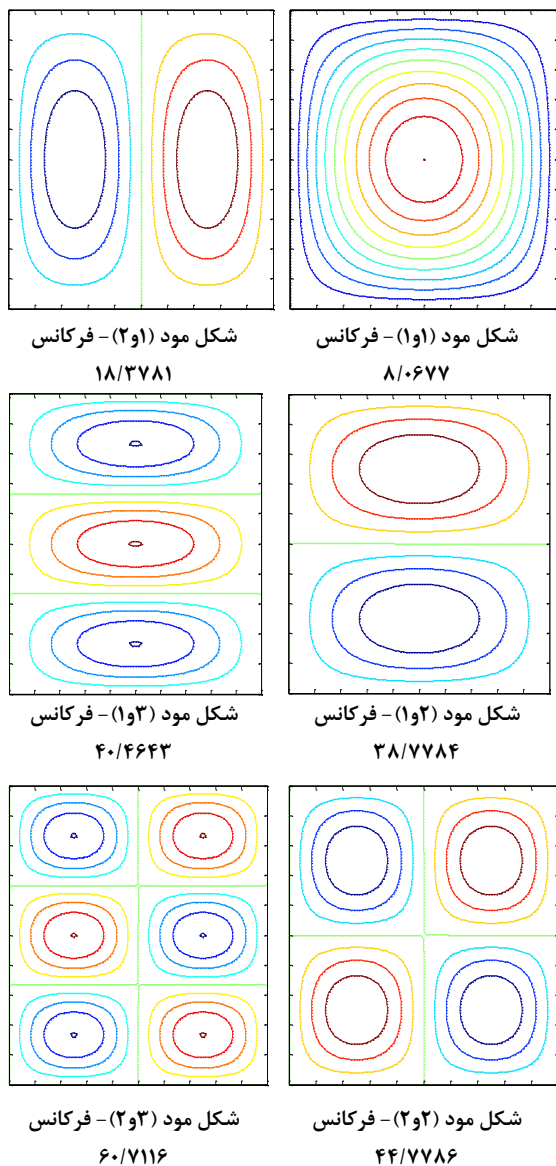 شکل مود (۱و۱)- فرکانس
۸/۰۶۷۷
شکل مود (۱و۲)- فرکانس
۱۸/۳۷۸۱
شکل مود (۲و۱)- فرکانس
۳۸/۷۷۸۴
شکل مود (۳و۱)- فرکانس
۴۰/۴۶۴۳
شکل مود (۲و۲)- فرکانس
۴۴/۷۷۸۶
شکل مود (۳و۲)- فرکانس
۶۰/۷۱۱۶